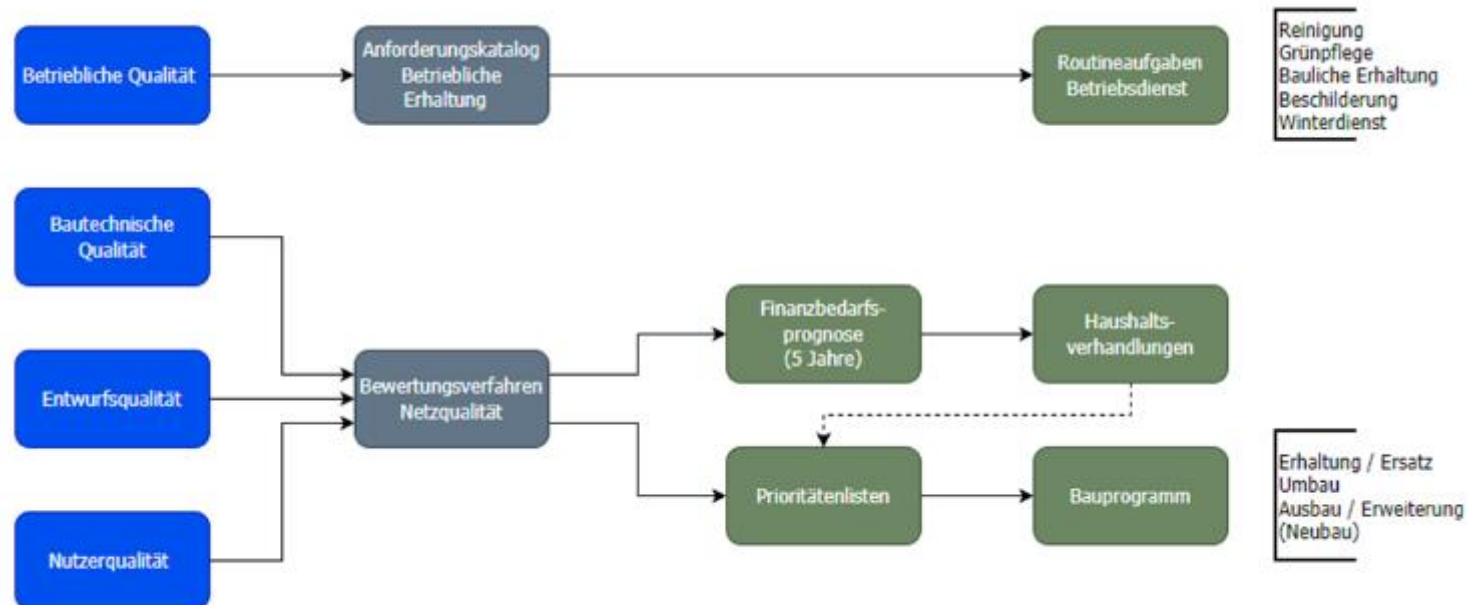 Betriebliche Qualität
Anforderungskatalog
Betriebliche
Erhaltung
Routineaufgaben
Betriebsdienst
Reinigung
Grünpflege
Bauliche Erhaltung
Beschilderung
Winterdienst
Bautechnische
Qualität
Entwurfsqualität
Nutzerqualität
Bewertungsverfahren
Netzqualität
Finanzbedarfs-
prognose
(5 Jahre)
Haushalts-
verhandlungen
Prioritätenlisten
Bauprogramm
Erhaltung / Ersatz
Umbau
Ausbau / Erweiterung
(Neubau)